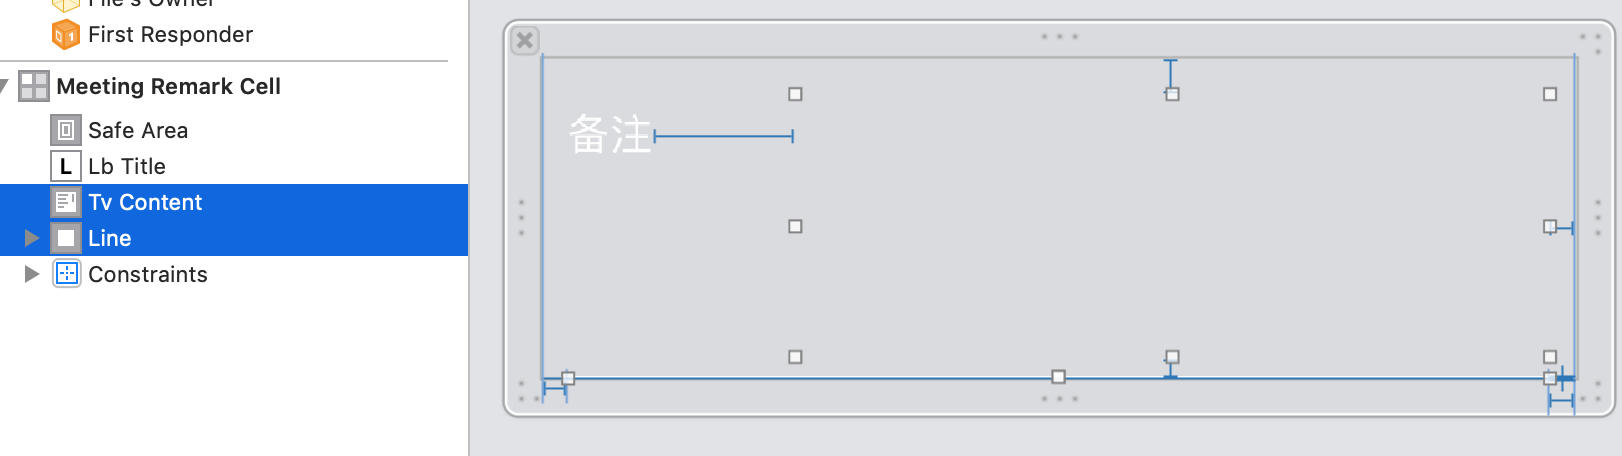 File's Owner
First Responder
Meeting Remark Cell
Safe Area
L Lb Title
Tv Content
Line
Constraints
备注